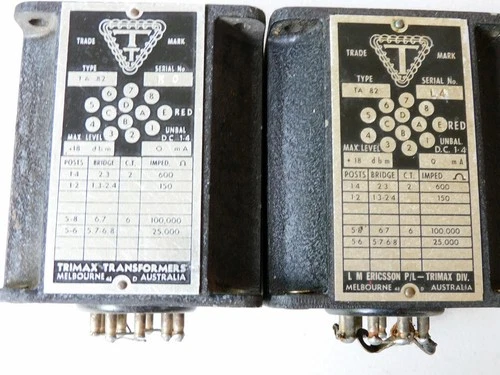 TRADE MARK
TYPE SERIAL No.
TA 82
7
6 8
D
5 C A E RED
B
4 2 1
3
MAX. LEVEL UNBAL D.C. 1-4
+18 dbm 0 mA
POSTS BRIDGE C.T. IMPED. Ω
1-4 2.3 2 600
1-2 1.3-2.4 150
5-8 6.7 6 100,000
5-6 5.7-6.8 25,000
TRIMAX TRANSFORMERS
MELBOURNE AUSTRALIA
TRADE MARK
TYPE SERIAL No.
TA 82 L4
7
6 8
D
5 C A E RED
B
4 2 1
3
MAX LEVEL UNBAL D.C. 1-4
+18 dbm 0 mA
POSTS BRIDGE C.T. IMPED. Ω
1-4 2.3 2 600
1-2 1.3-2.4 150
5-8 6.7 6 100,000
5-6 5.7-6.8 25,000
L M ERICSSON P/L - TRIMAX DIV.
MELBOURNE AUSTRALIA